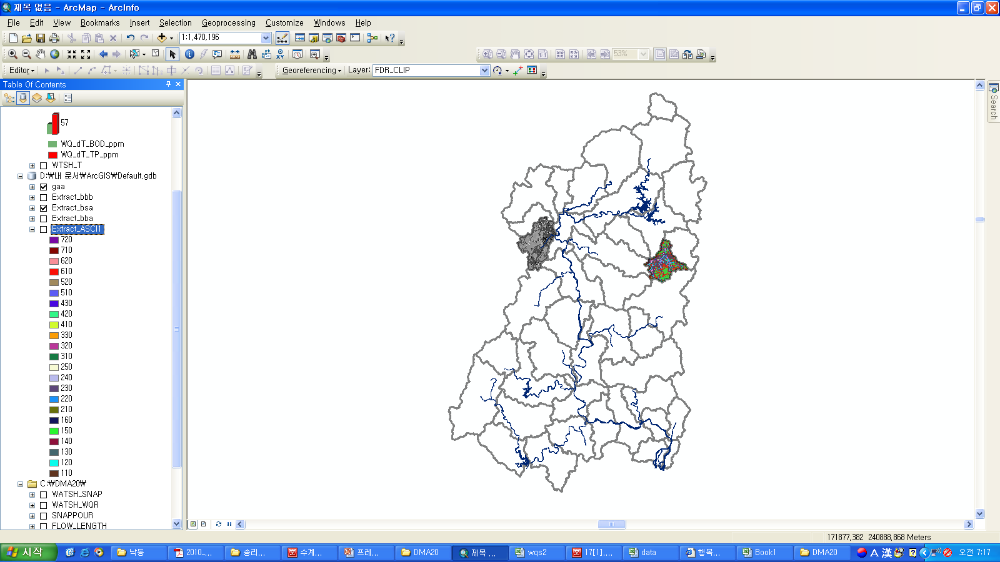 제목 없음 - ArcMap - ArcInfo
File Edit View Bookmarks Insert Selection Geoprocessing Customize Windows Help
1:1,470,196
53%
Editor Georeferencing Layer: FDR_CLIP
Table Of Contents
Search
57
WQ_dT_BOD_ppm
WQ_dT_TP_ppm
WTSH_T
D:₩내 문서₩ArcGIS₩Default.gdb
gaa
Extract_bbb
Extract_bsa
Extract_bba
Extract_ASCII
720
710
620
610
520
510
430
420
410
330
320
310
250
240
230
220
210
160
150
140
130
120
110
C:₩DMA20₩
WATSH_SNAP
WATSH_WQR
SNAPPOUR
FLOW_LENGTH
171877,382 240888,868 Meters
시작 낙동 2010_... 송리... 수계... 프레... DMA20 제목 ... wqs2 17[1]... data 행복... Book1 DMA20 A 漢 오전 7:17